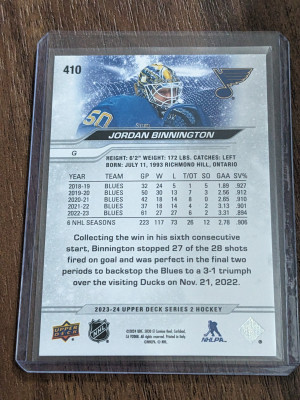 410
50
JORDAN BINNINGTON
G
HEIGHT: 6'2" WEIGHT: 172 LBS. CATCHES: LEFT
BORN: JULY 11, 1993 RICHMOND HILL, ONTARIO
YEAR TEAM GP W L T/OT SO GAA SV%
2018-19 BLUES 32 24 5 1 5 1.89 .927
2019-20 BLUES 50 30 13 7 3 2.56 .912
2020-21 BLUES 42 18 14 8 0 2.65 .910
2021-22 BLUES 37 18 14 4 2 3.13 .901
2022-23 BLUES 61 27 27 6 2 3.31 .894
6 NHL SEASONS 223 117 73 26 12 2.76 .906
Collecting the win in his sixth consecutive
start, Binnington stopped 27 of the 28 shots
fired on goal and was perfect in the final two
periods to backstop the Blues to a 3-1 triumph
over the visiting Ducks on Nov. 21, 2022.
2023-24 UPPER DECK SERIES 2 HOCKEY
UPPER DECK
NHL
NHLPA